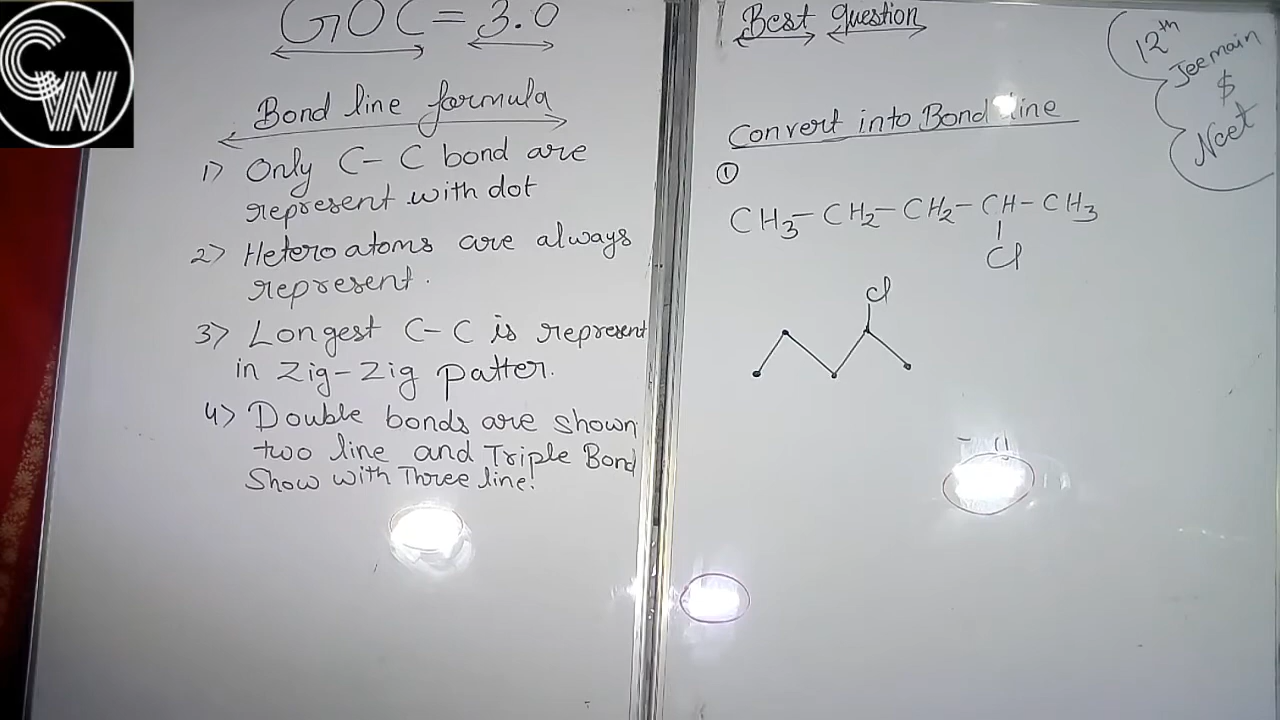 GOC = 3.0
Bond line formula
1) Only C-C bond are
represent with dot
2) Hetero atoms are always
represent.
3) Longest C-C is represent
in Zig-Zig patter.
4) Double bonds are shown
two line and Triple Bond
Show with Three line!
Best Question
12th
Jee main
$
Neet
Convert into Bond line
①
CH3-CH2-CH2-CH-CH3
Cl
Cl
CW